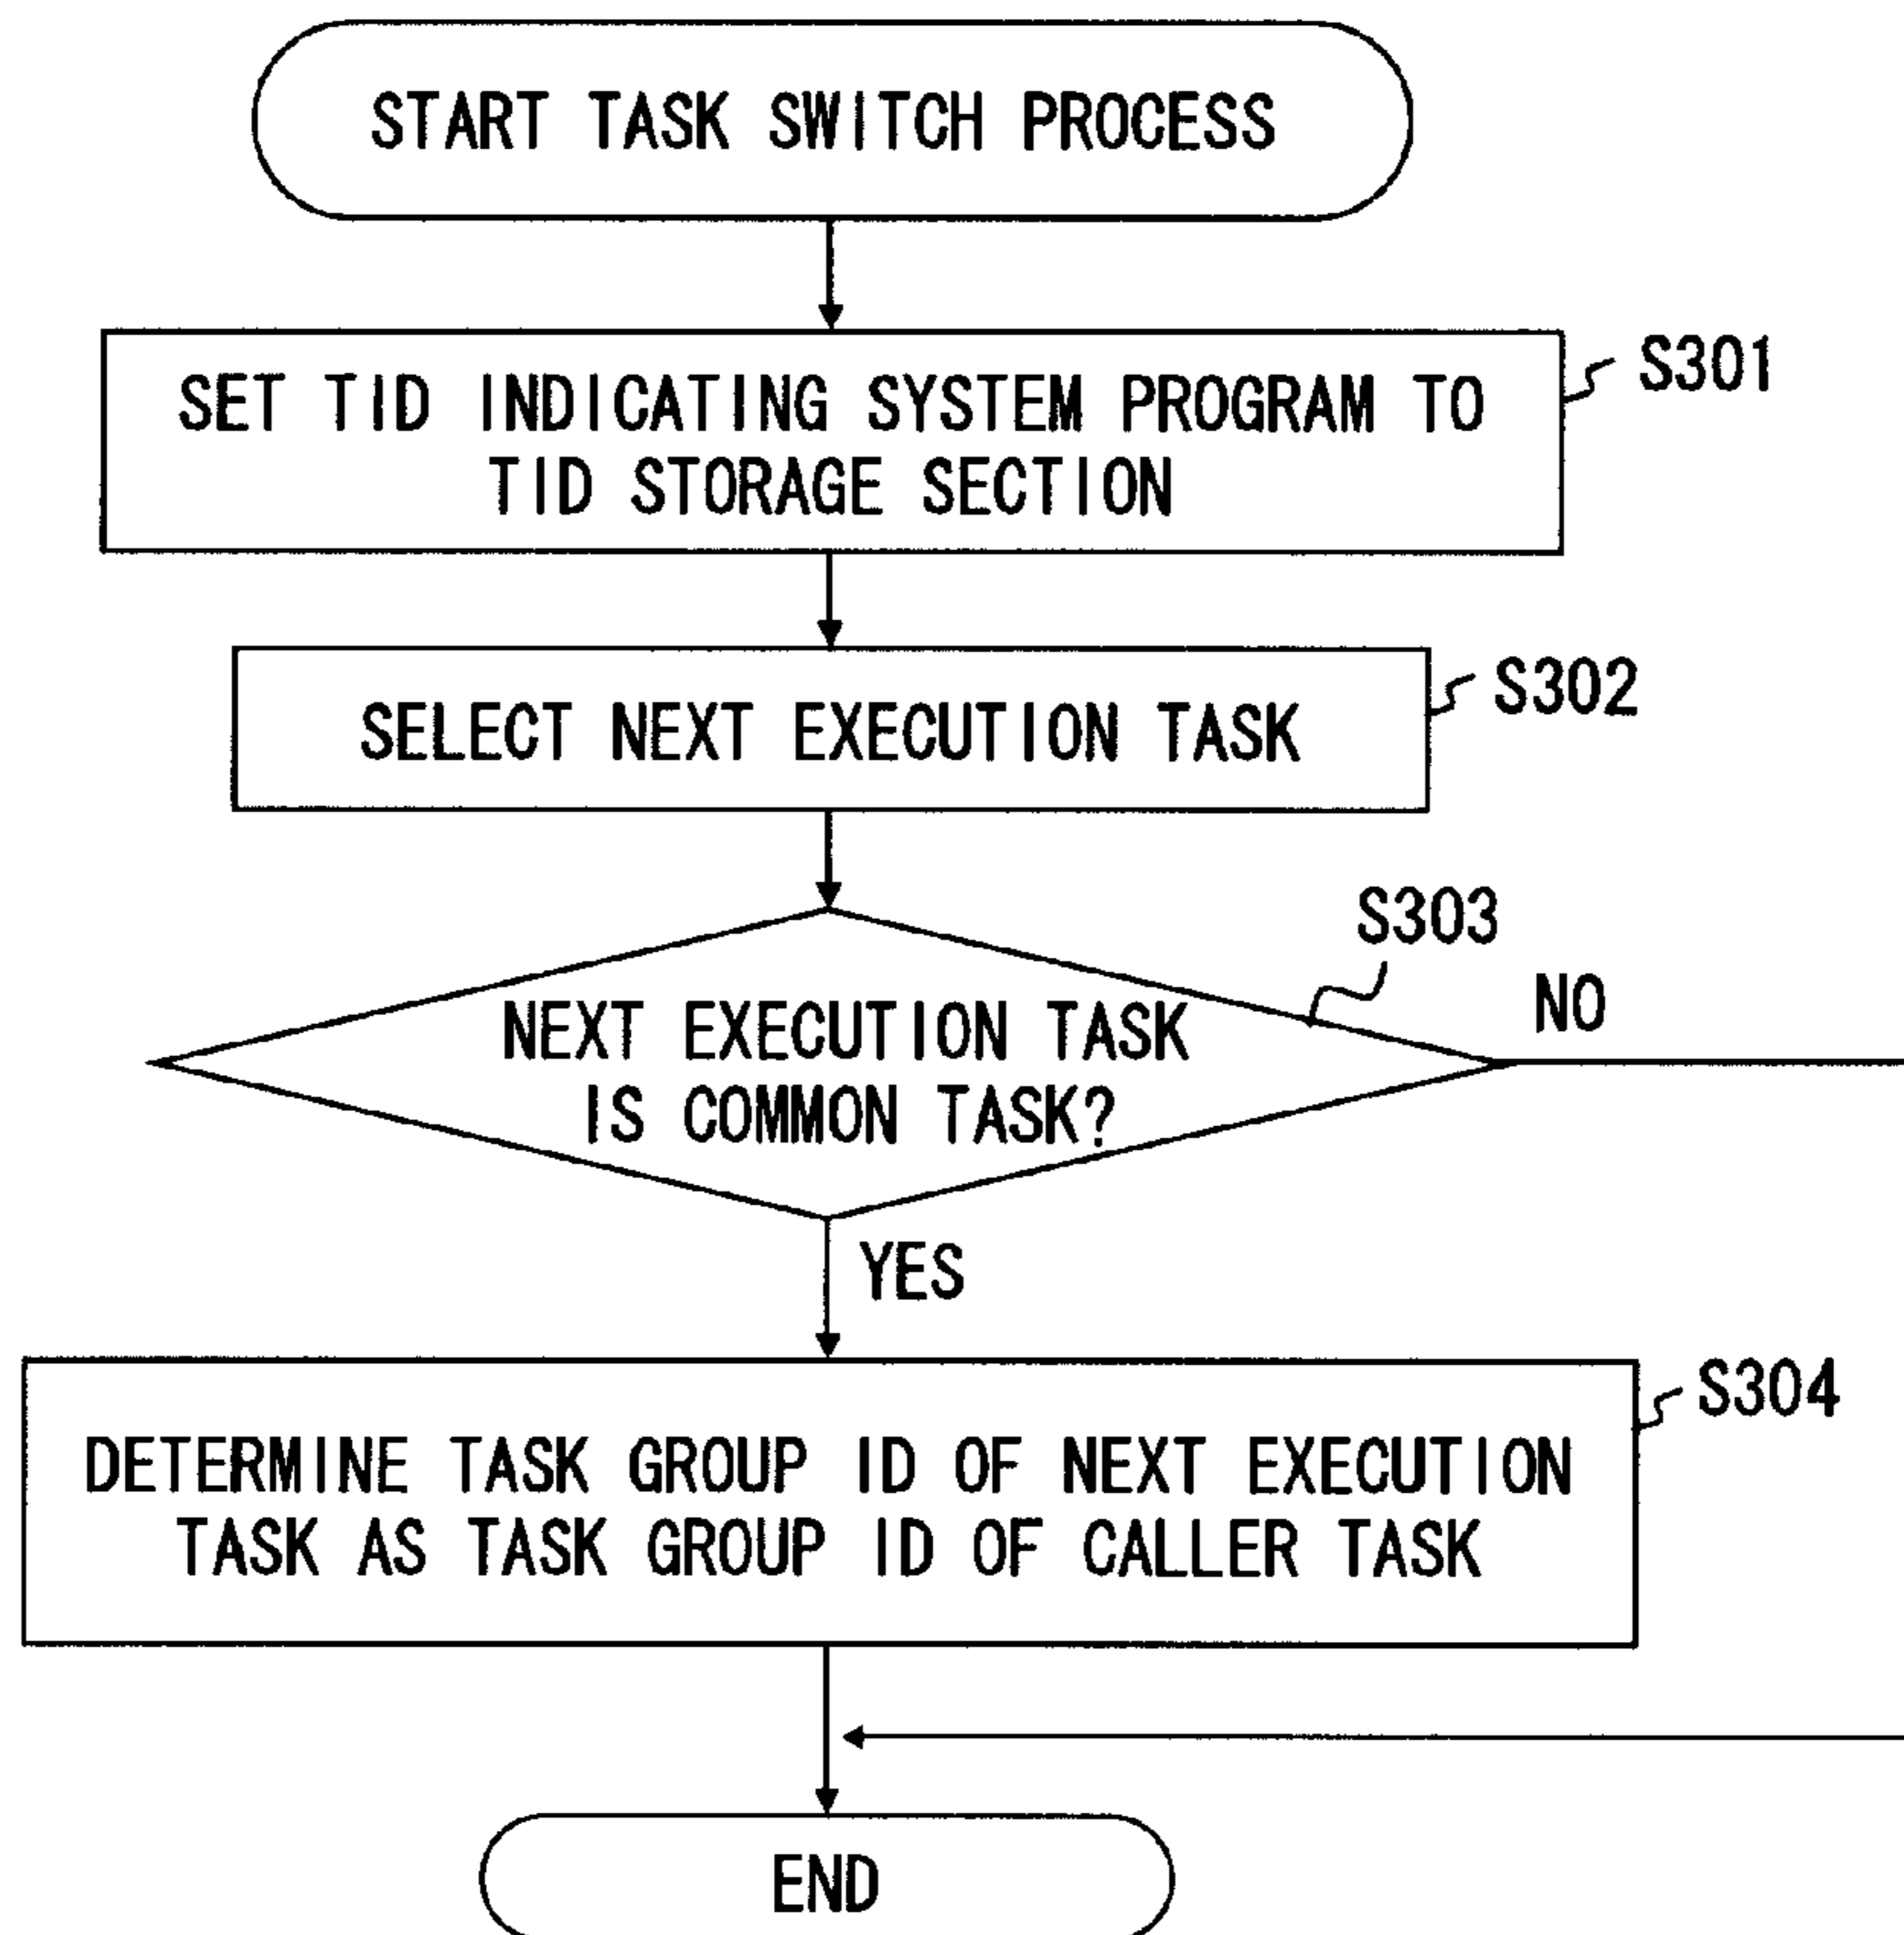 START TASK SWITCH PROCESS
SET TID INDICATING SYSTEM PROGRAM TO
TID STORAGE SECTION
S301
SELECT NEXT EXECUTION TASK
S302
S303
NEXT EXECUTION TASK
IS COMMON TASK?
NO
YES
S304
DETERMINE TASK GROUP ID OF NEXT EXECUTION
TASK AS TASK GROUP ID OF CALLER TASK
END